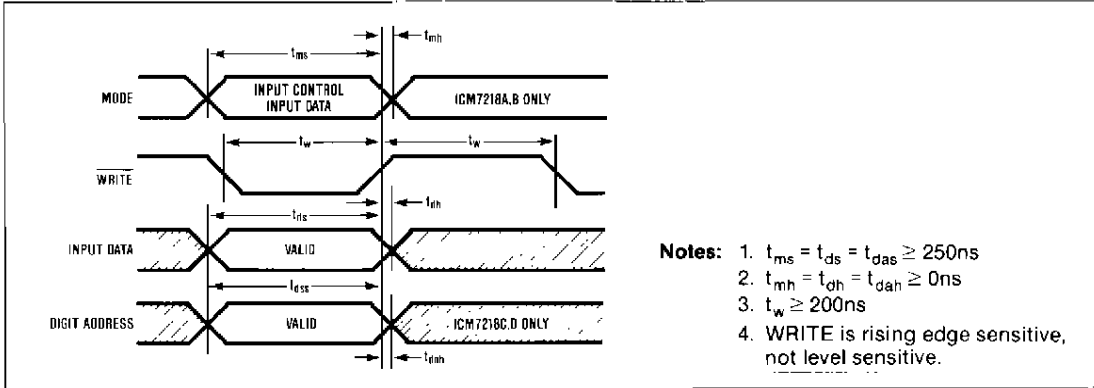 tmh
tms
MODE
INPUT CONTROL
INPUT DATA
ICM7218A,B ONLY
tw
tw
WRITE
tdh
tds
INPUT DATA
VALID
tdss
DIGIT ADDRESS
VALID
ICM7218C,D ONLY
tdnh
Notes: 1. tms = tds = tdas ≥ 250ns
2. tmh = tdh = tdah ≥ 0ns
3. tw ≥ 200ns
4. WRITE is rising edge sensitive,
not level sensitive.